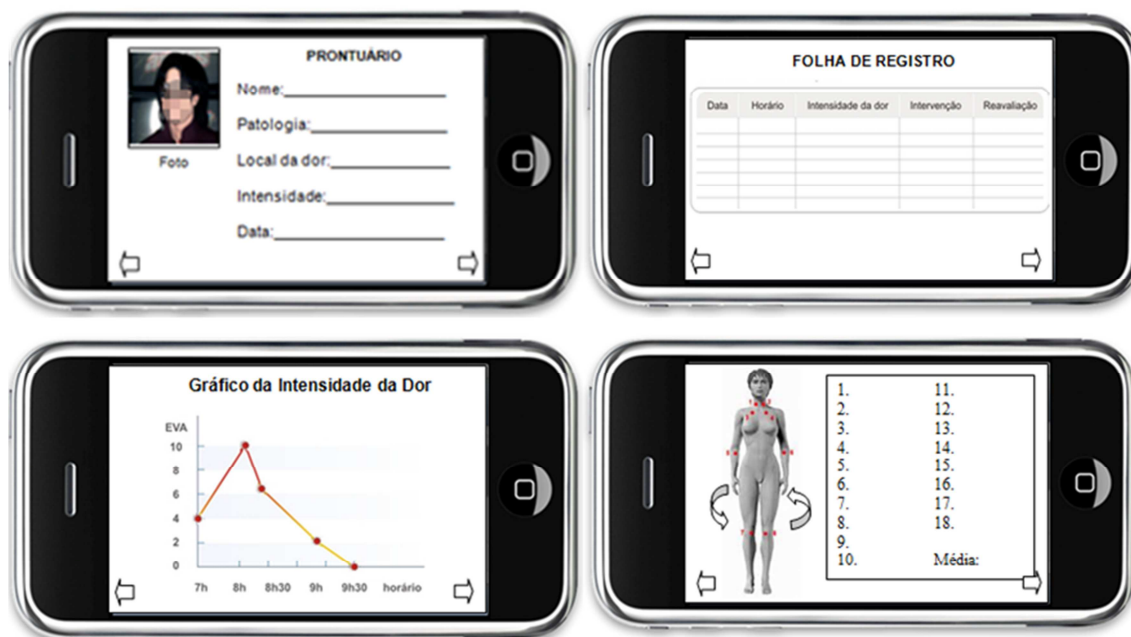 PRONTUÁRIO
Nome:
Patologia:
Local da dor:
Intensidade:
Data:
Foto
FOLHA DE REGISTRO
Data Horário Intensidade da dor Intervenção Reavaliação
Gráfico da Intensidade da Dor
EVA
10
8
6
4
2
0
7h 8h 8h30 9h 9h30 horário
1. 11.
2. 12.
3. 13.
4. 14.
5. 15.
6. 16.
7. 17.
8. 18.
9.
10. Média: